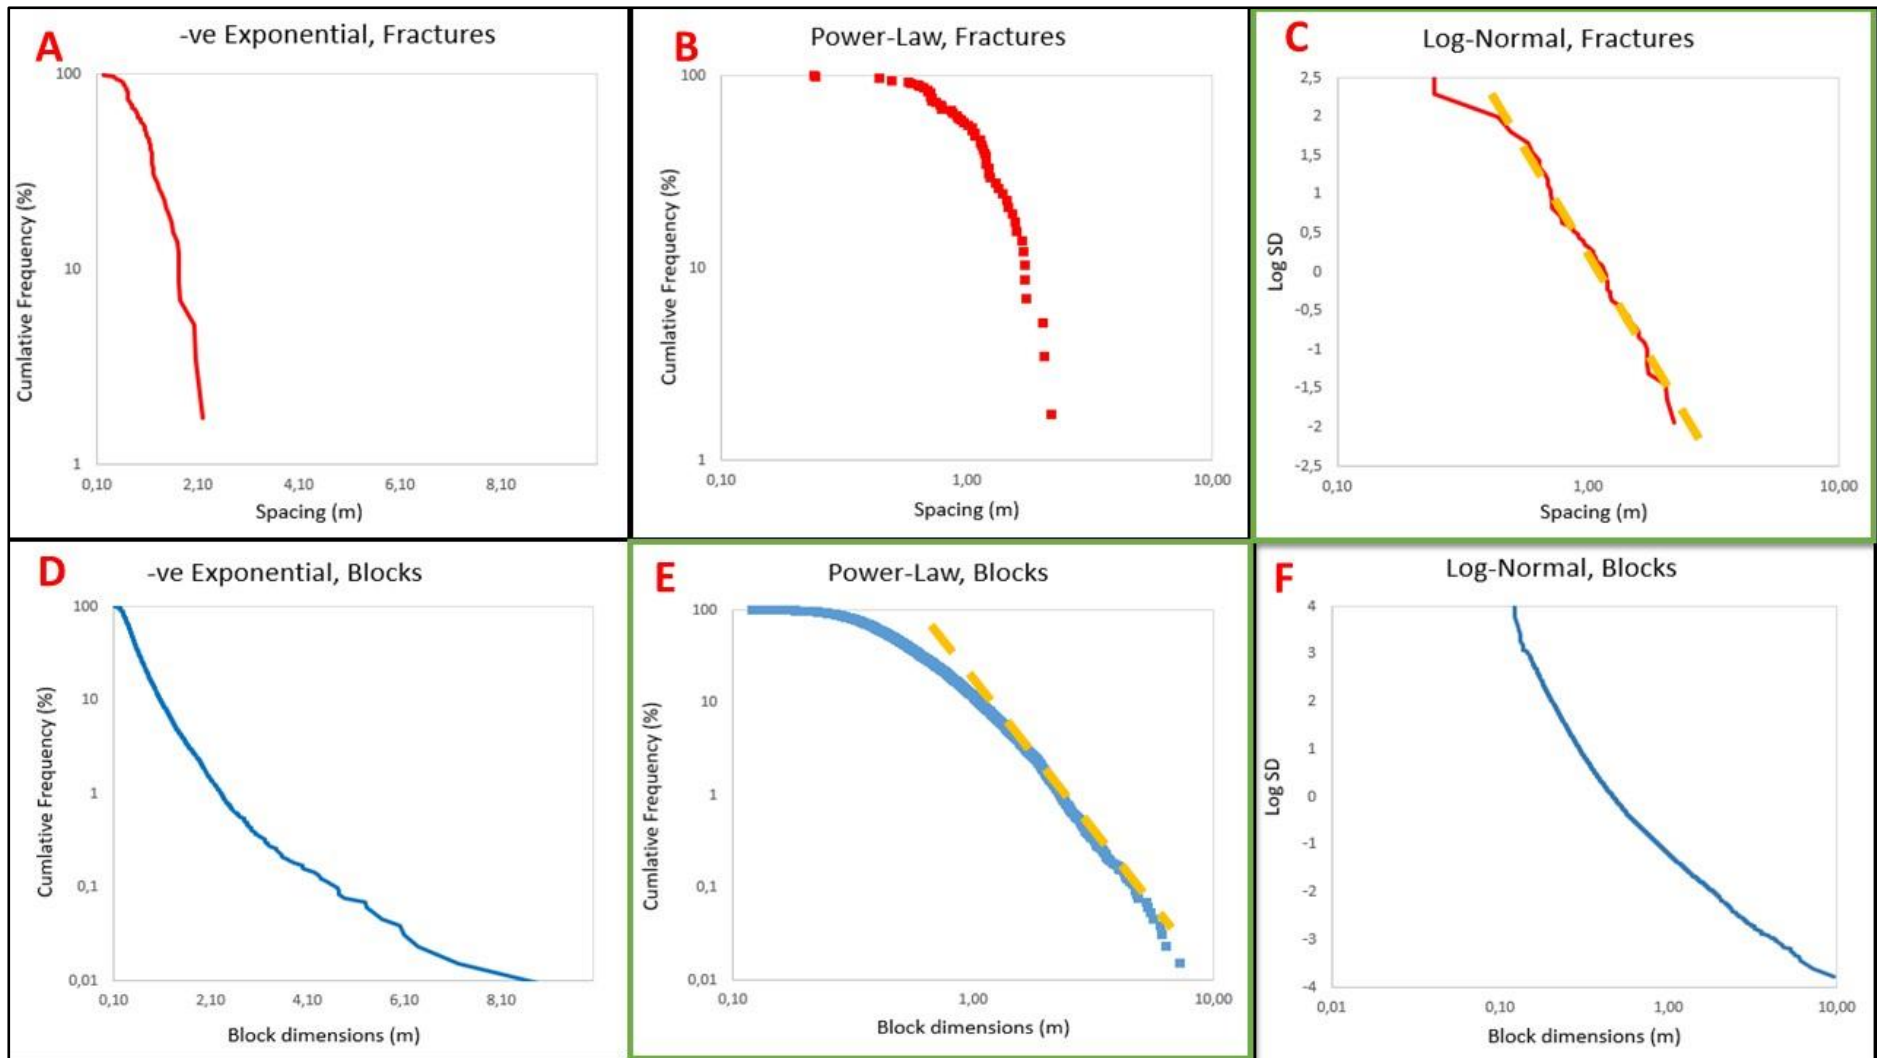 A
-ve Exponential, Fractures
100
10
1
0,10
2,10
4,10
6,10
8,10
Cumlative Frequency (%)
Spacing (m)
B
Power-Law, Fractures
100
10
1
0,10
1,00
10,00
Cumlative Frequency (%)
Spacing (m)
C
Log-Normal, Fractures
2,5
2
1,5
1
0,5
0
-0,5
-1
-1,5
-2
-2,5
0,10
1,00
10,00
Log SD
Spacing (m)
D
-ve Exponential, Blocks
100
10
1
0,1
0,01
0,10
2,10
4,10
6,10
8,10
Cumlative Frequency (%)
Block dimensions (m)
E
Power-Law, Blocks
100
10
1
0,1
0,01
0,10
1,00
10,00
Cumlative Frequency (%)
Block dimensions (m)
F
Log-Normal, Blocks
4
3
2
1
0
-1
-2
-3
-4
0,01
0,10
1,00
10,00
Log SD
Block dimensions (m)